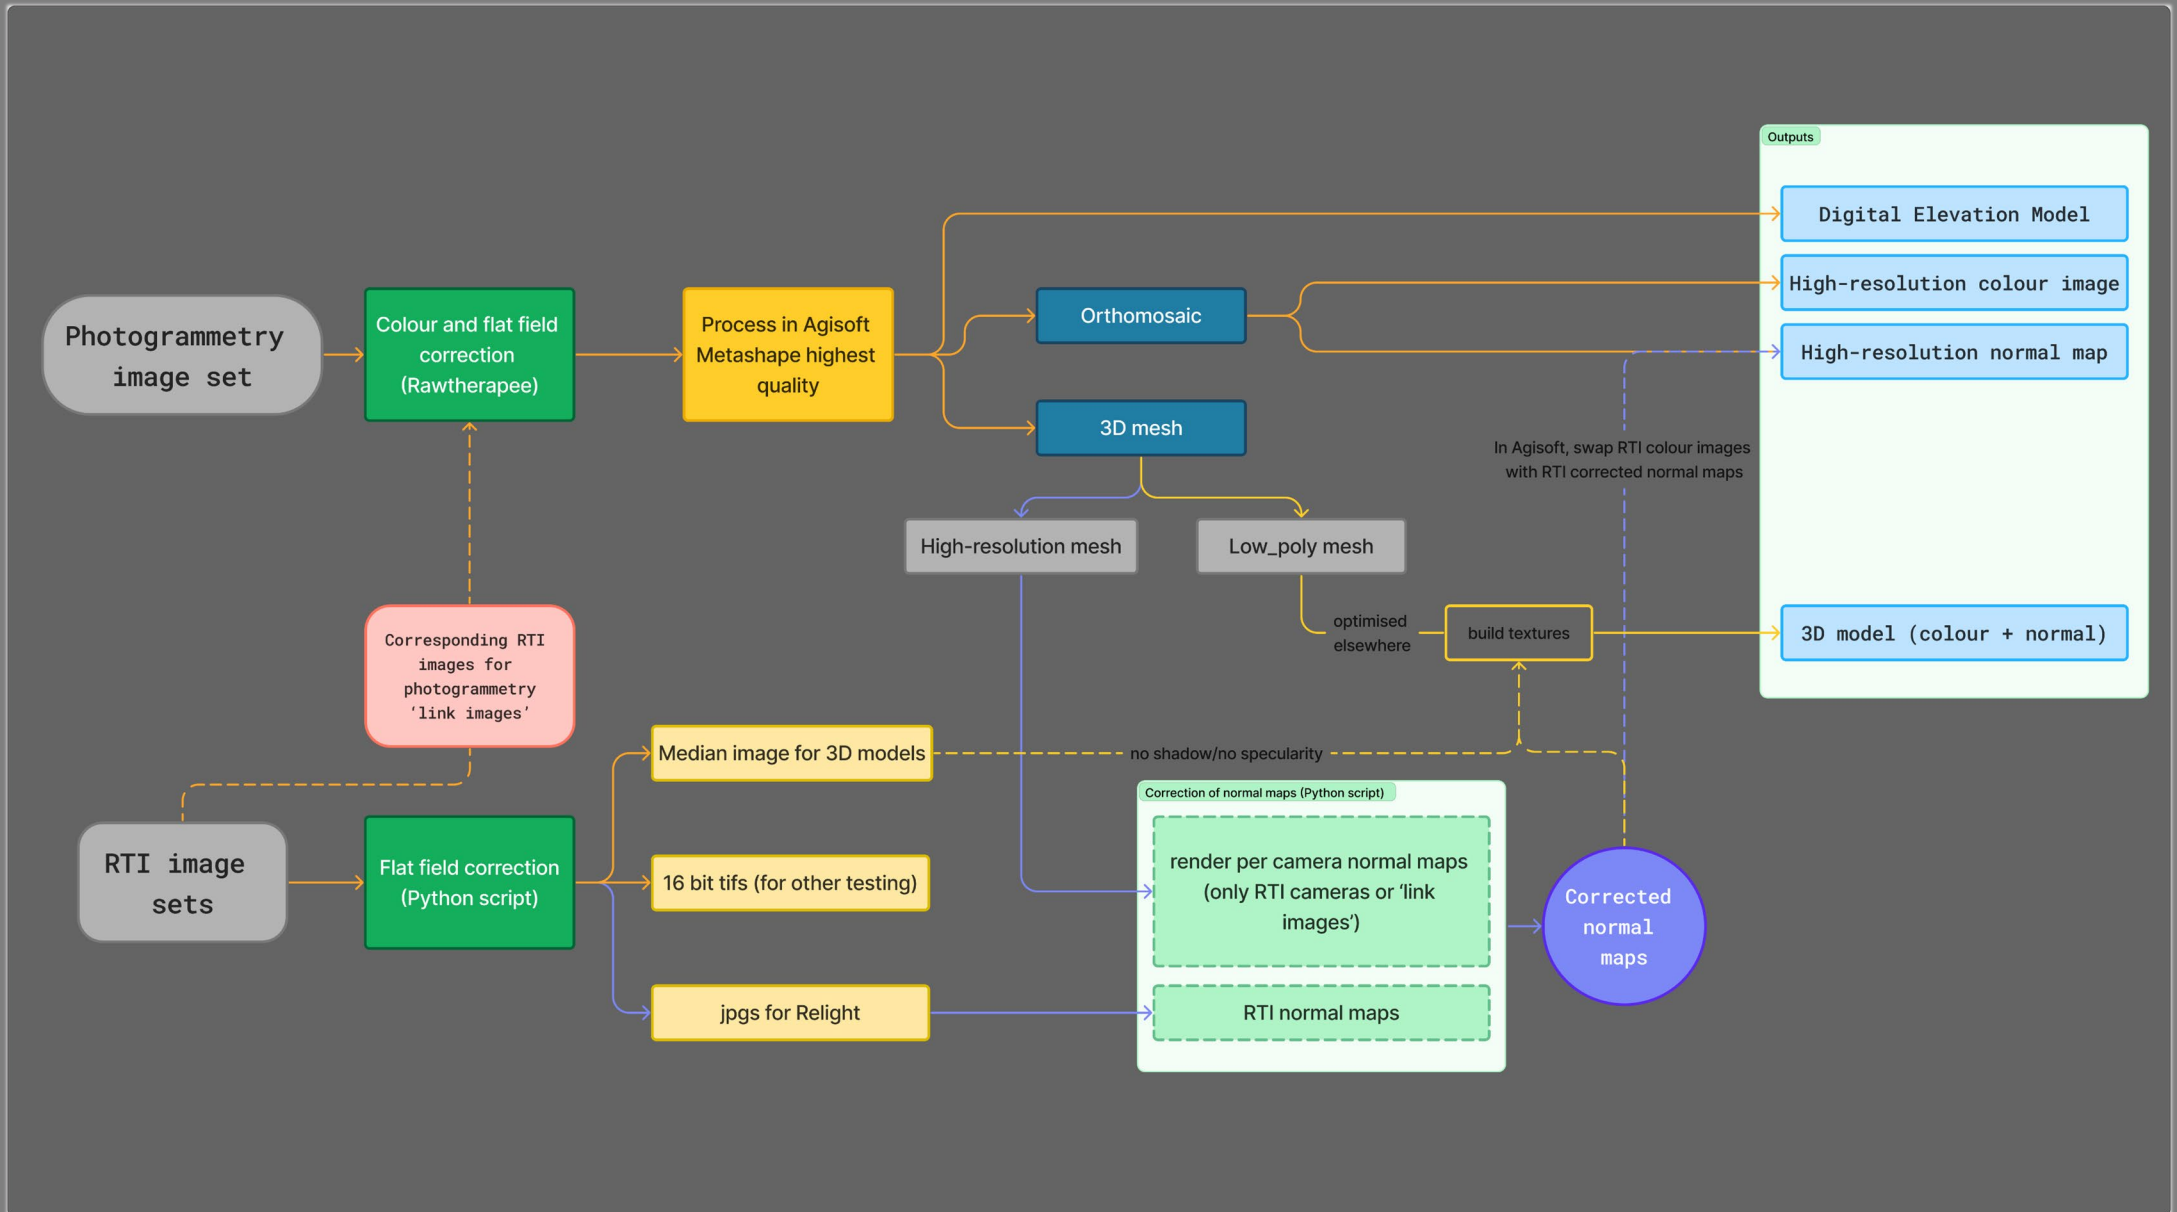 Outputs
Digital Elevation Model
High-resolution colour image
High-resolution normal map
3D model (colour + normal)
Photogrammetry
image set
Colour and flat field
correction
(Rawtherapee)
Process in Agisoft
Metashape highest
quality
Orthomosaic
3D mesh
In Agisoft, swap RTI colour images
with RTI corrected normal maps
High-resolution mesh
Low_poly mesh
optimised
elsewhere
build textures
Corresponding RTI
images for
photogrammetry
‘link images’
Median image for 3D models
no shadow/no specularity
RTI image
sets
Flat field correction
(Python script)
16 bit tifs (for other testing)
jpgs for Relight
Correction of normal maps (Python script)
render per camera normal maps
(only RTI cameras or ‘link
images’)
RTI normal maps
Corrected
normal
maps